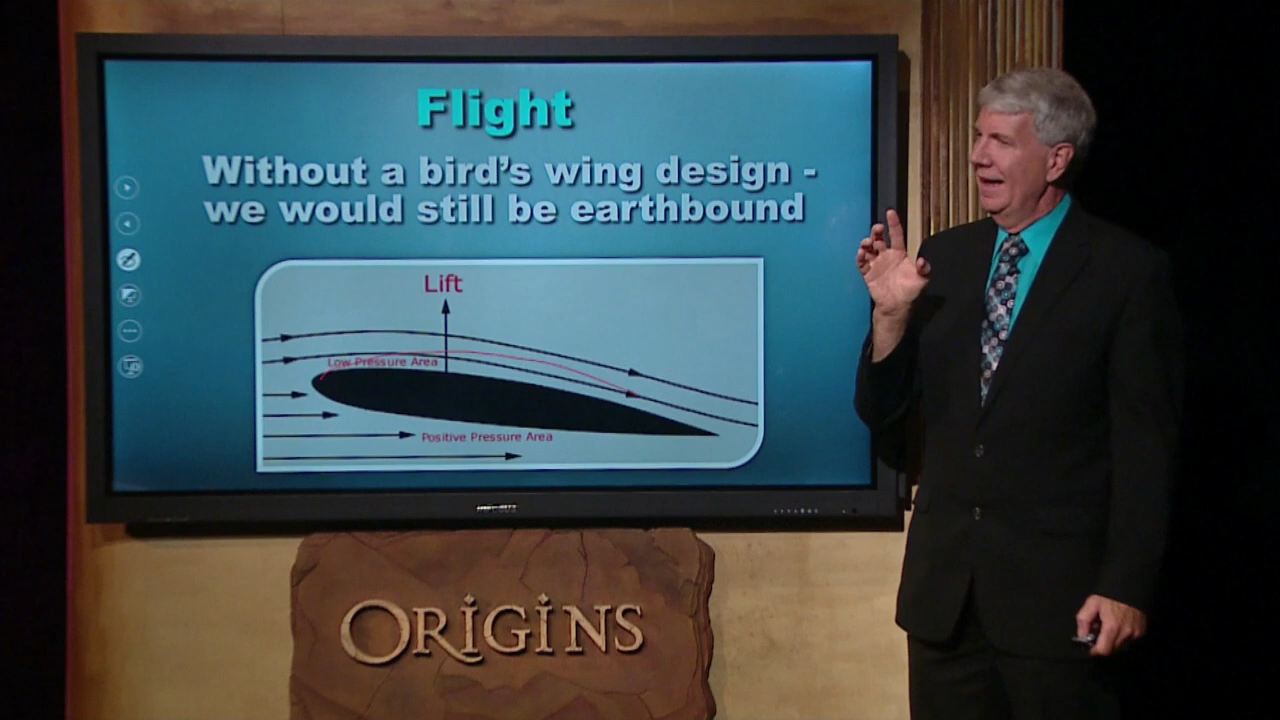 Flight
Without a bird's wing design -
we would still be earthbound
Lift
Low Pressure Area
Positive Pressure Area
ORiGiNS